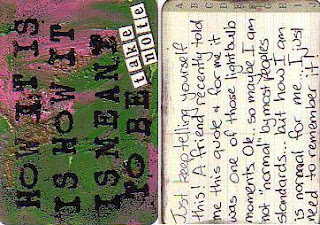 HOW IT IS
IS HOW IT
IS MEANT
TO BE
take
note
Just keep telling yourself
this! A friend recently told
me this quote & for me it
was one of those lightbulb
moments. Ok so maybe I am
not "normal" by most peoples
standards... but how I am
is normal for me. I just
need to remember it!